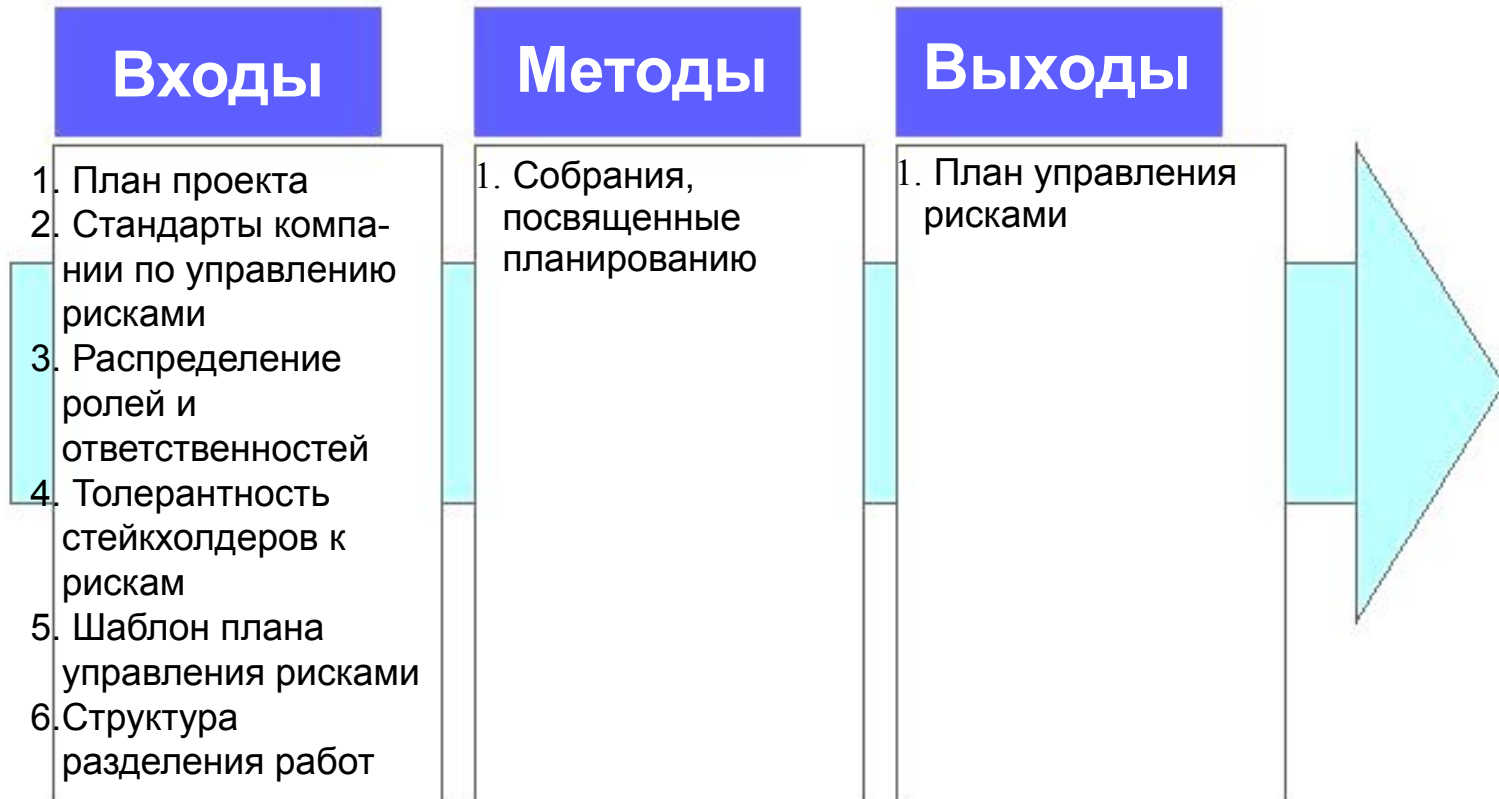 Входы
1. План проекта
2. Стандарты компа-
нии по управлению
рисками
3. Распределение
ролей и
ответственностей
4. Толерантность
стейкхолдеров к
рискам
5. Шаблон плана
управления рисками
6.Структура
разделения работ
Методы
1. Собрания,
посвященные
планированию
Выходы
1. План управления
рисками